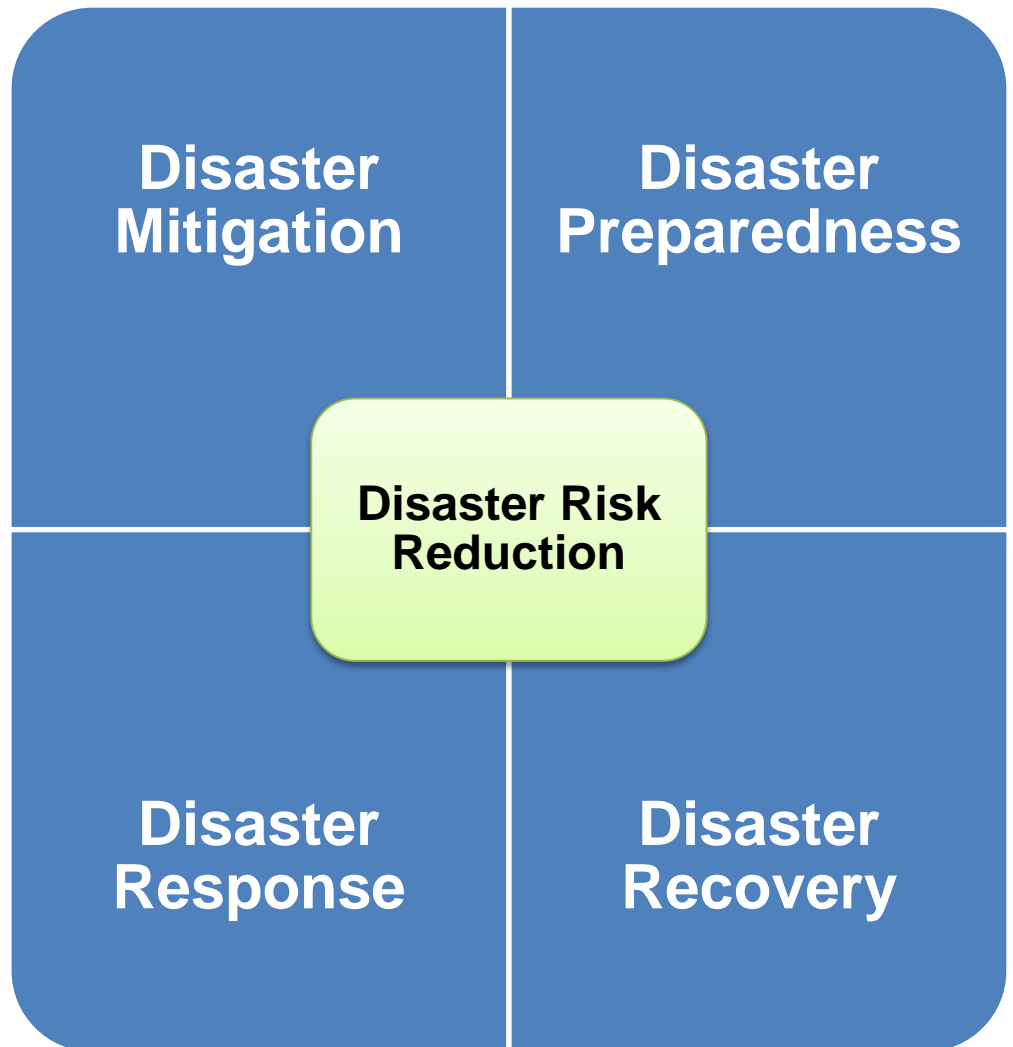 Disaster
Mitigation
Disaster
Preparedness
Disaster Risk
Reduction
Disaster
Response
Disaster
Recovery